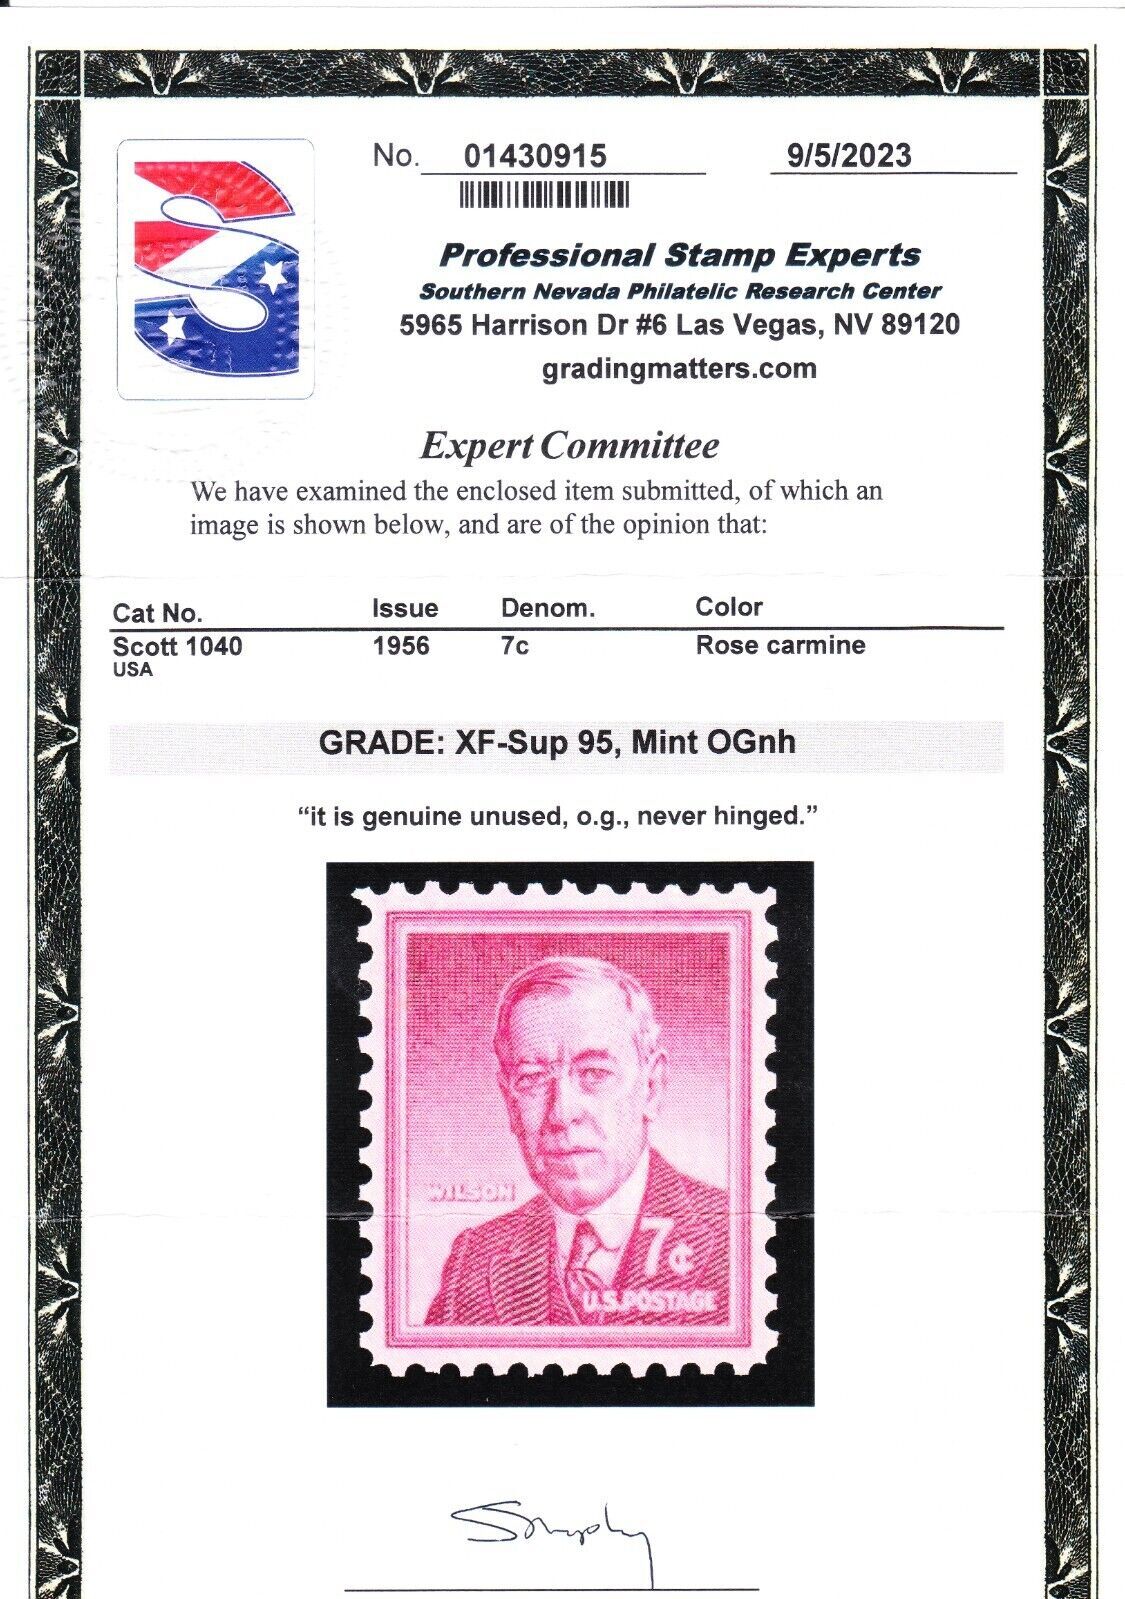 No. 01430915 9/5/2023
Professional Stamp Experts
Southern Nevada Philatelic Research Center
5965 Harrison Dr #6 Las Vegas, NV 89120
gradingmatters.com
Expert Committee
We have examined the enclosed item submitted, of which an
image is shown below, and are of the opinion that:
Cat No. Issue Denom. Color
Scott 1040 1956 7c Rose carmine
USA
GRADE: XF-Sup 95, Mint OGnh
“it is genuine unused, o.g., never hinged.”
WILSON
7¢
U.S.POSTAGE